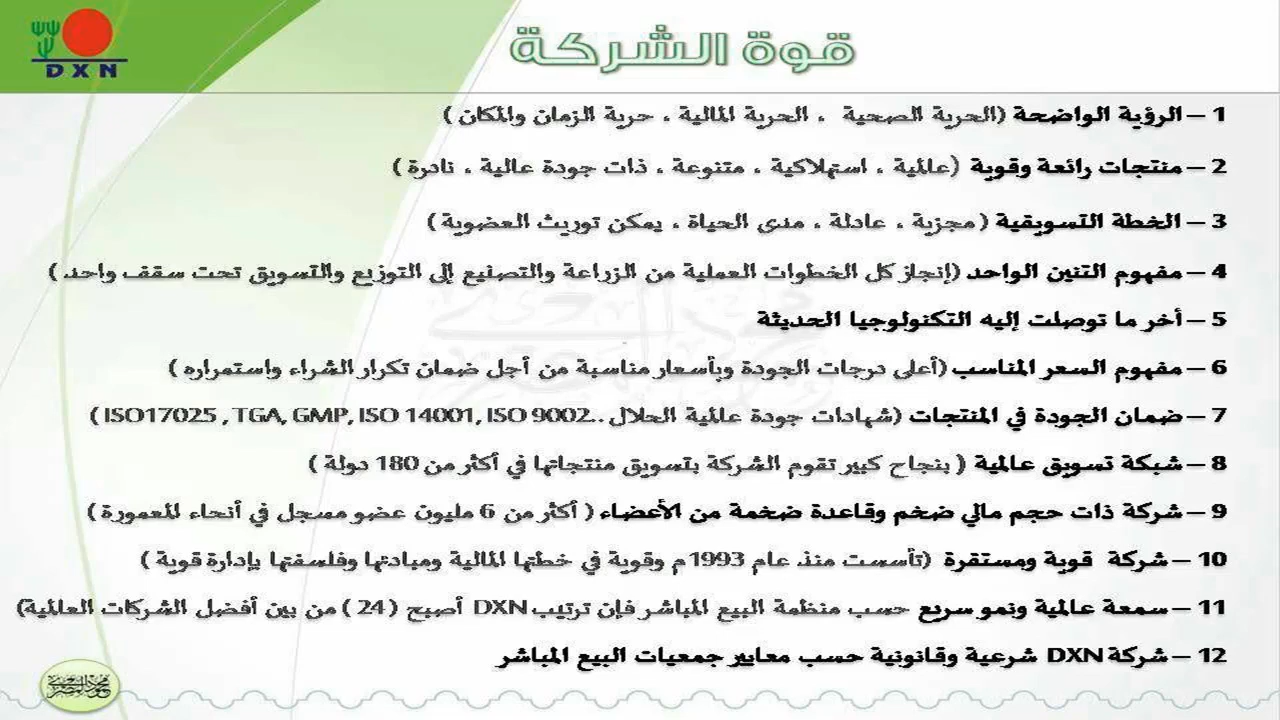 DXN
قوة الشركة
1 – الرؤية الواضحة (الحرية الصحية ، الحرية المالية ، حرية الزمان والمكان )
2 – منتجات رائعة وقوية (عالمية ، استهلاكية ، متنوعة ، ذات جودة عالية ، نادرة )
3 – الخطة التسويقية ( مجزية ، عادلة ، مدى الحياة ، يمكن توريث العضوية )
4 – مفهوم التنين الواحد (إنجاز كل الخطوات العملية من الزراعة والتصنيع إلى التوزيع والتسويق تحت سقف واحد )
5 – أخر ما توصلت إليه التكنولوجيا الحديثة
6 – مفهوم السعر المناسب (أعلى درجات الجودة وبأسعار مناسبة من أجل ضمان تكرار الشراء واستمراره )
7 – ضمان الجودة في المنتجات (شهادات جودة عالمية الحلال .. ISO17025 , TGA, GMP, ISO 14001, ISO 9002 )
8 – شبكة تسويق عالمية ( بنجاح كبير تقوم الشركة بتسويق منتجاتها في أكثر من 180 دولة )
9 – شركة ذات حجم مالي ضخم وقاعدة ضخمة من الأعضاء ( أكثر من 6 مليون عضو مسجل في أنحاء المعمورة )
10 – شركة قوية ومستقرة (تأسست منذ عام 1993م وقوية في خطتها المالية ومبادئها وفلسفتها بإدارة قوية )
11 – سمعة عالمية ونمو سريع حسب منظمة البيع المباشر فإن ترتيب DXN أصبح ( 24 ) من بين أفضل الشركات العالمية)
12 – شركة DXN شرعية وقانونية حسب معايير جمعيات البيع المباشر